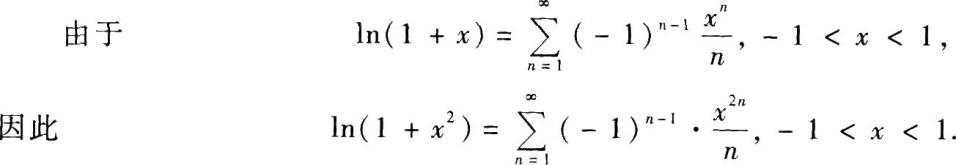 由于 ln(1 + x) = ∑_{n=1}^{∞} (-1)^{n-1} x^n/n, -1 < x < 1,
因此 ln(1 + x^2) = ∑_{n=1}^{∞} (-1)^{n-1} · x^{2n}/n, -1 < x < 1.